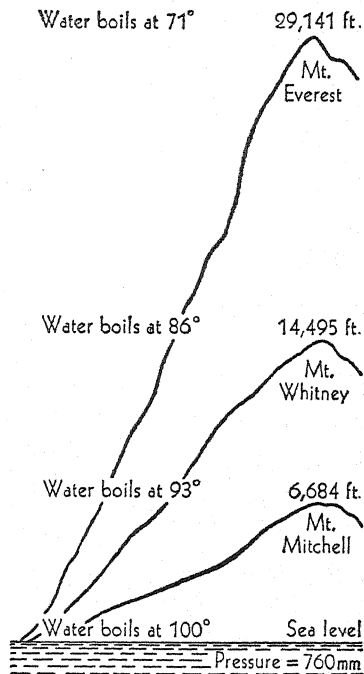 Water boils at 71° 29,141 ft.
Mt.
Everest
Water boils at 86° 14,495 ft.
Mt.
Whitney
Water boils at 93° 6,684 ft.
Mt.
Mitchell
Water boils at 100° Sea level
Pressure = 760mm